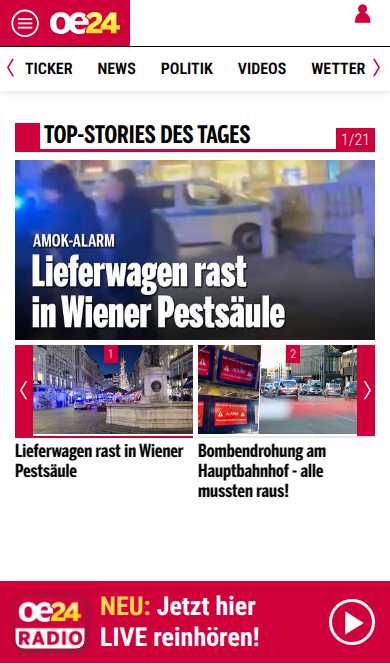 oe24
TICKER NEWS POLITIK VIDEOS WETTER
TOP-STORIES DES TAGES
1/21
AMOK-ALARM
Lieferwagen rast
in Wiener Pestsäule
1
2
ALARM
Lieferwagen rast in Wiener
Pestsäule
Bombendrohung am
Hauptbahnhof - alle
mussten raus!
oe24
RADIO
NEU: Jetzt hier
LIVE reinhören!